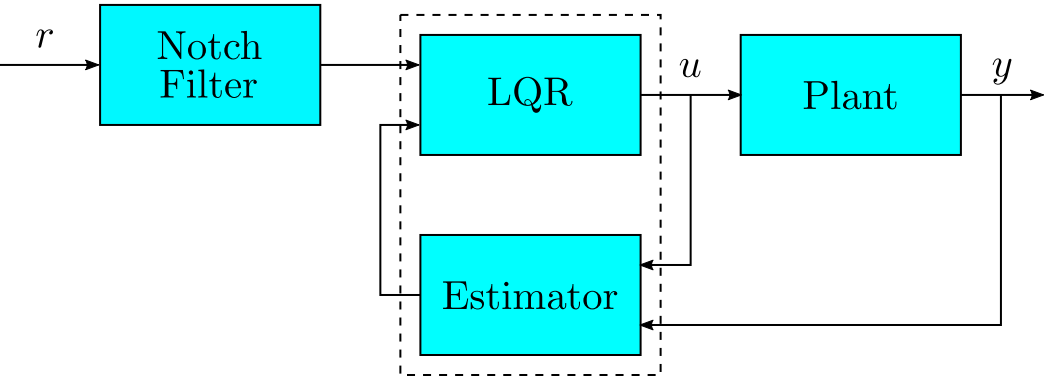 r
Notch
Filter
LQR
u
Plant
y
Estimator